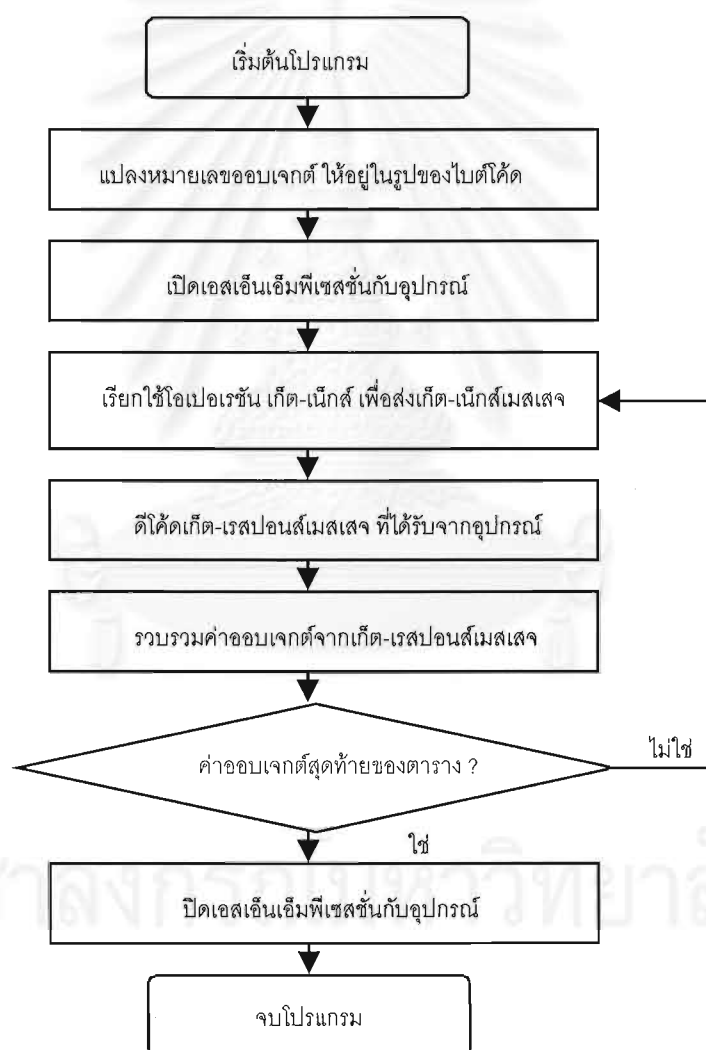 เริ่มต้นโปรแกรม
แปลงหมายเลขออบเจกต์ ให้อยู่ในรูปของไบต์โค้ด
เปิดเอสเอ็นเอ็มพีเซสชั่นกับอุปกรณ์
เรียกใช้โอเปอเรชัน เก็ต-เน็กส์ เพื่อส่งเก็ต-เน็กส์เมสเสจ
ดีโค้ดเก็ต-เรสปอนส์เมสเสจ ที่ได้รับจากอุปกรณ์
รวบรวมค่าออบเจกต์จากเก็ต-เรสปอนส์เมสเสจ
ค่าออบเจกต์สุดท้ายของตาราง ?
ไม่ใช่
ใช่
ปิดเอสเอ็นเอ็มพีเซสชั่นกับอุปกรณ์
จบโปรแกรม